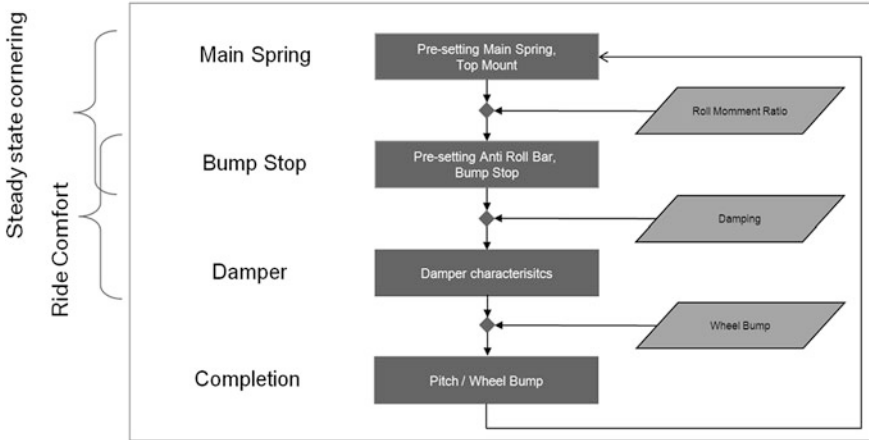 Steady state cornering
Ride Comfort
Main Spring
Pre-setting Main Spring,
Top Mount
Roll Momment Ratio
Bump Stop
Pre-setting Anti Roll Bar,
Bump Stop
Damping
Damper
Damper characterisitcs
Wheel Bump
Completion
Pitch / Wheel Bump